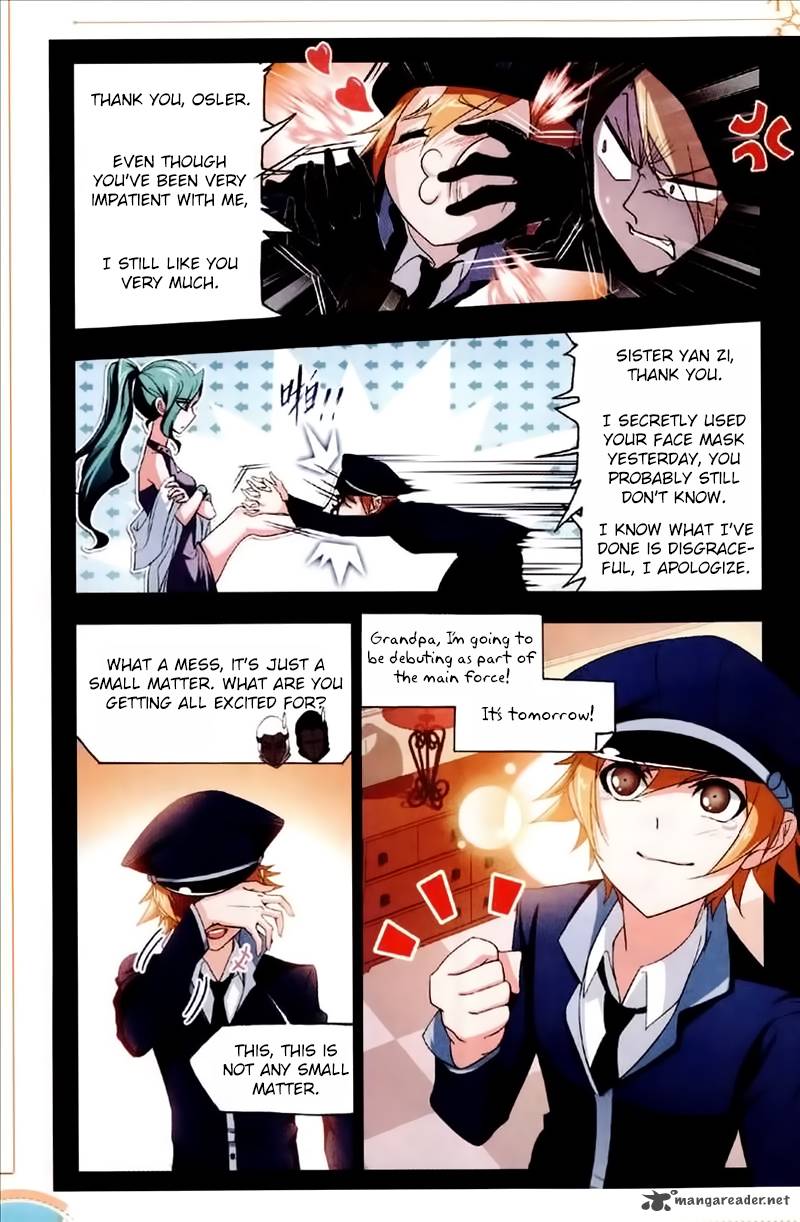 THANK YOU, OSLER.
EVEN THOUGH
YOU'VE BEEN VERY
IMPATIENT WITH ME,
I STILL LIKE YOU
VERY MUCH.
SISTER YAN ZI,
THANK YOU.
I SECRETLY USED
YOUR FACE MASK
YESTERDAY, YOU
PROBABLY STILL
DON'T KNOW.
I KNOW WHAT I'VE
DONE IS DISGRACE-
FUL, I APOLOGIZE.
啪!!
WHAT A MESS, IT'S JUST A
SMALL MATTER. WHAT ARE YOU
GETTING ALL EXCITED FOR?
THIS, THIS IS
NOT ANY SMALL
MATTER.
Grandpa, I'm going to
be debuting as part of
the main force!
It's tomorrow!
mangareader.net